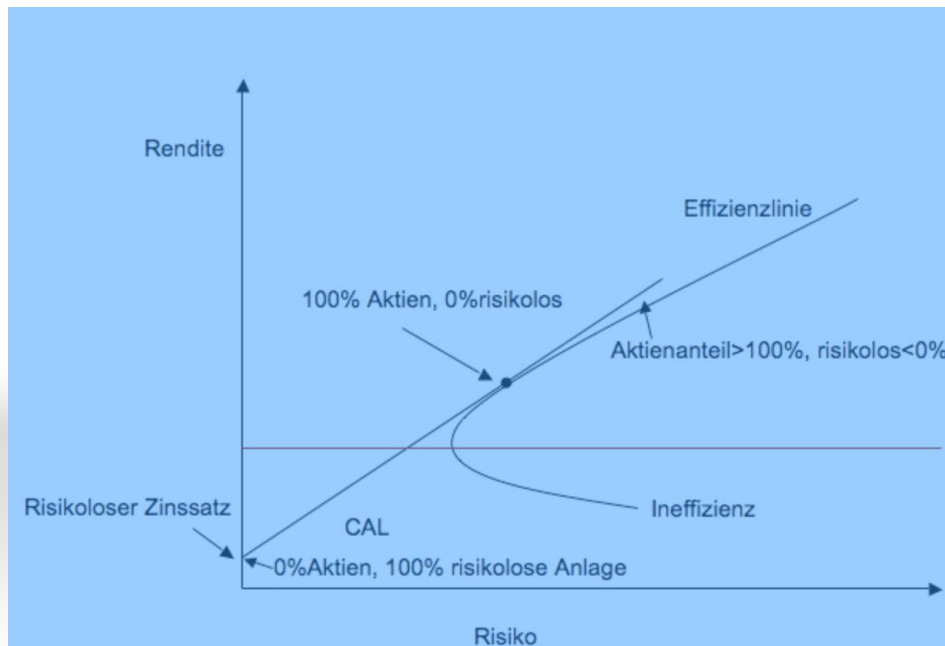 Rendite
Effizienzlinie
100% Aktien, 0%risikolos
Aktienanteil>100%, risikolos<0%
Risikoloser Zinssatz
Ineffizienz
CAL
0%Aktien, 100% risikolose Anlage
Risiko